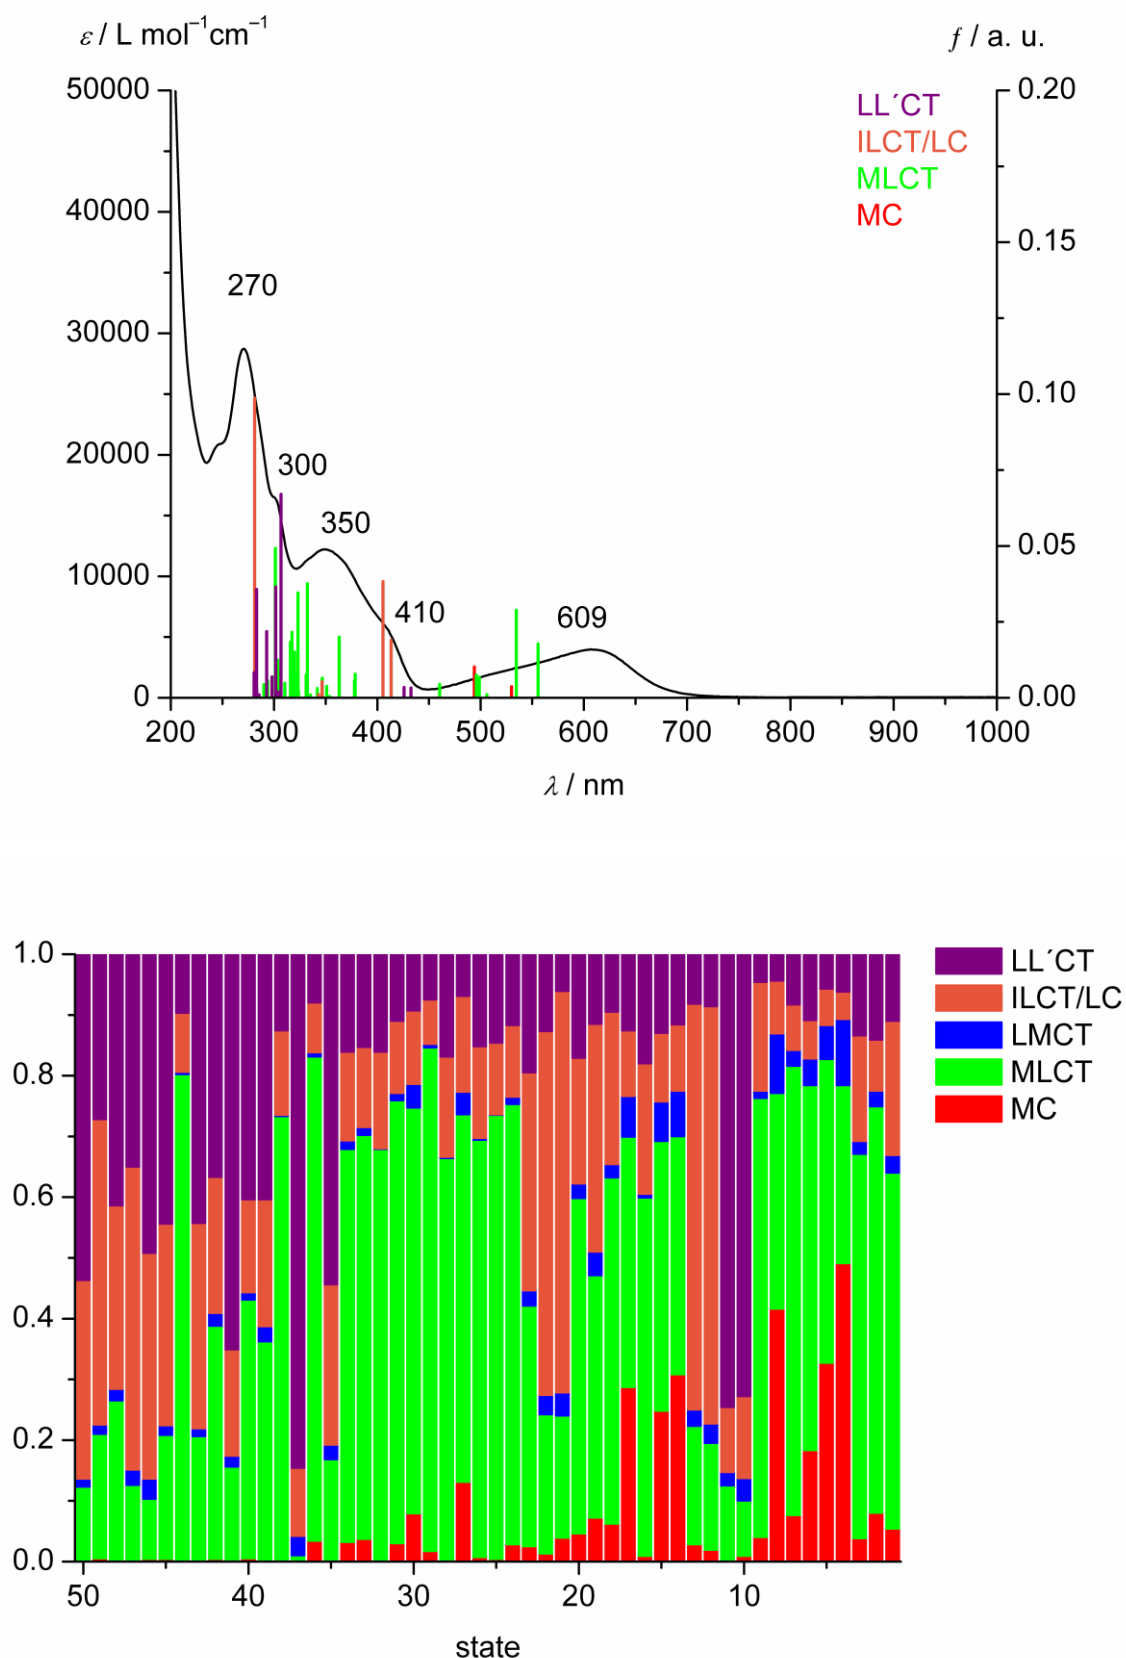 ε / L mol⁻¹cm⁻¹
f / a. u.
50000
0.20
LL´CT
ILCT/LC
MLCT
MC
40000
0.15
270
30000
0.10
20000
300
350
0.05
10000
410
609
0
0.00
200 300 400 500 600 700 800 900 1000
λ / nm
1.0
LL´CT
ILCT/LC
LMCT
MLCT
MC
0.8
0.6
0.4
0.2
0.0
50 40 30 20 10
state